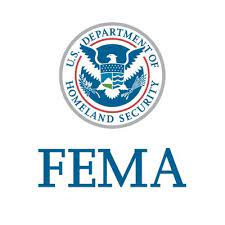 U.S. DEPARTMENT OF
HOMELAND SECURITY
FEMA